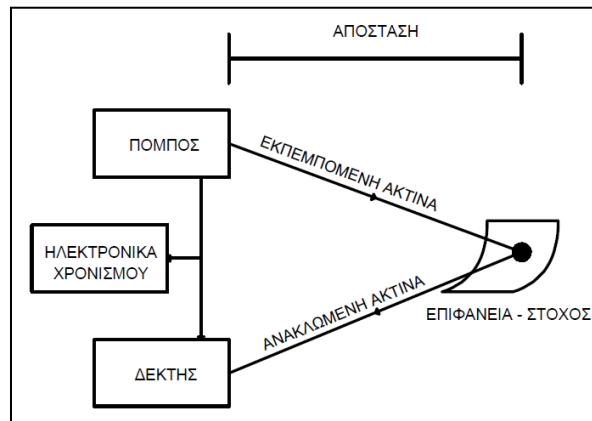 ΑΠΟΣΤΑΣΗ
ΠΟΜΠΟΣ
ΕΚΠΕΜΠΟΜΕΝΗ ΑΚΤΙΝΑ
ΗΛΕΚΤΡΟΝΙΚΑ
ΧΡΟΝΙΣΜΟΥ
ΑΝΑΚΛΩΜΕΝΗ ΑΚΤΙΝΑ
ΕΠΙΦΑΝΕΙΑ - ΣΤΟΧΟΣ
ΔΕΚΤΗΣ